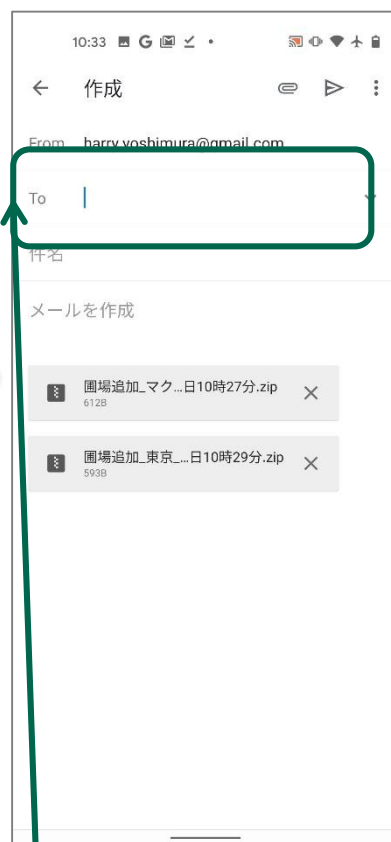 10:33
作成
From harry.yoshimura@gmail.com
To
件名
メールを作成
圃場追加_マク...日10時27分.zip
612B
圃場追加_東京_...日10時29分.zip
593B